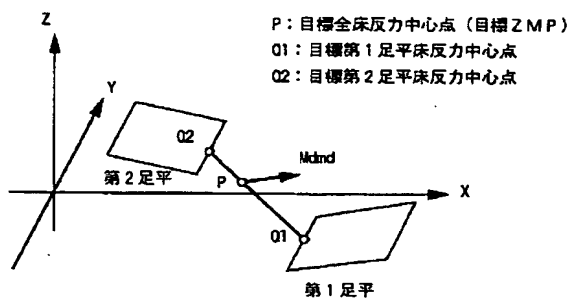 P：目標全床反力中心点（目標ZMP）
Q1：目標第1足平床反力中心点
Q2：目標第2足平床反力中心点
Z
Y
Q2
Mdmd
第2足平
P
X
Q1
第1足平